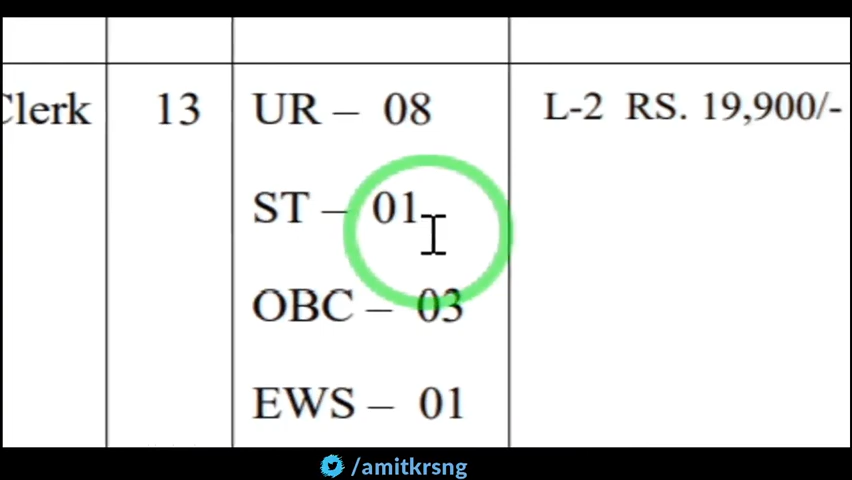 Clerk 13 UR – 08 L-2 RS. 19,900/-
ST – 01
OBC – 03
EWS – 01
/amitkrsng